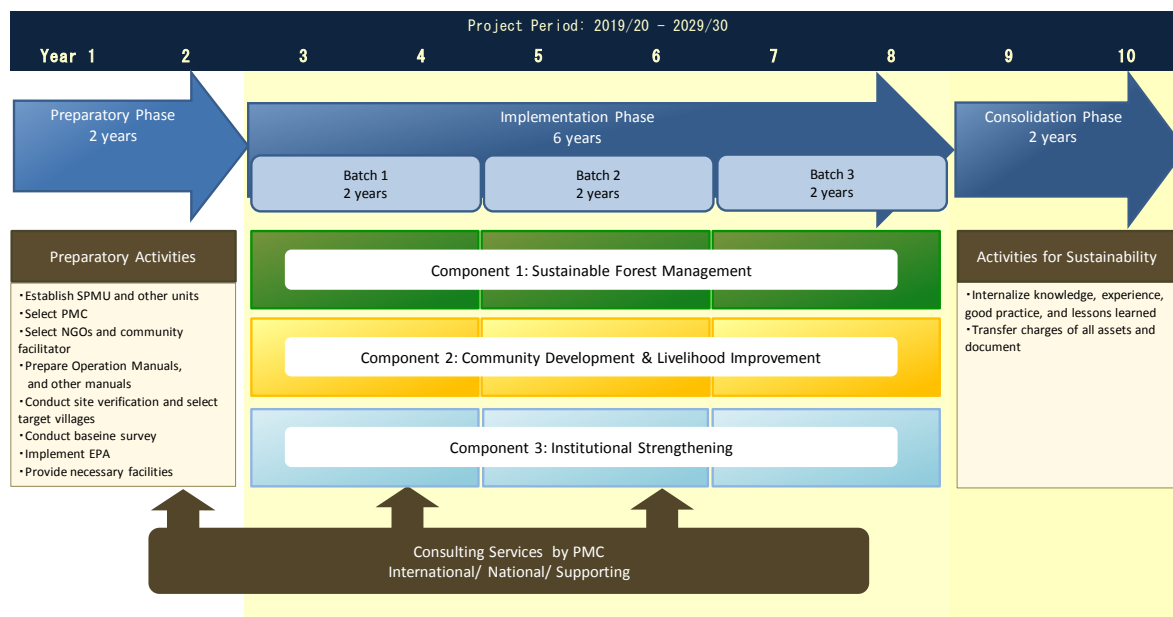 Project Period: 2019/20 - 2029/30
Year 1 2 3 4 5 6 7 8 9 10
Preparatory Phase
2 years
Implementation Phase
6 years
Consolidation Phase
2 years
Batch 1
2 years
Batch 2
2 years
Batch 3
2 years
Preparatory Activities
・Establish SPMU and other units
・Select PMC
・Select NGOs and community
facilitator
・Prepare Operation Manuals,
and other manuals
・Conduct site verification and select
target villages
・Conduct baseine survey
・Implement EPA
・Provide necessary facilities
Component 1: Sustainable Forest Management
Component 2: Community Development & Livelihood Improvement
Component 3: Institutional Strengthening
Activities for Sustainability
・Internalize knowledge, experience,
good practice, and lessons learned
・Transfer charges of all assets and
document
Consulting Services by PMC
International/ National/ Supporting